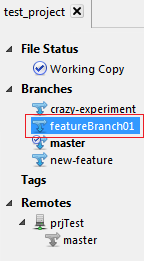 test_project
File Status
Working Copy
Branches
crazy-experiment
featureBranch01
master
new-feature
Tags
Remotes
prjTest
master